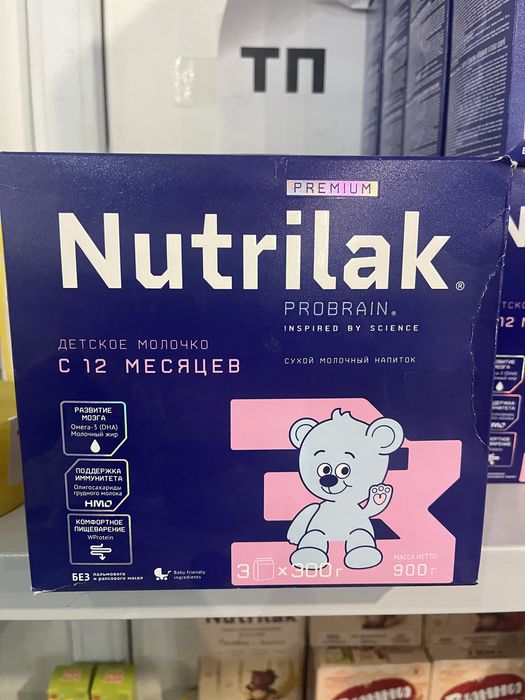 ТП
PREMIUM
Nutrilak®
PROBRAIN®
INSPIRED BY SCIENCE
ДЕТСКОЕ МОЛОЧКО
С 12 МЕСЯЦЕВ
СУХОЙ МОЛОЧНЫЙ НАПИТОК
РАЗВИТИЕ
МОЗГА
Омега-3 (DHA)
Молочный жир
ПОДДЕРЖКА
ИММУНИТЕТА
Олигосахариды
грудного молока
HMO
КОМФОРТНОЕ
ПИЩЕВАРЕНИЕ
WProtein
БЕЗ пальмового
и рапсового масел
Baby friendly
ingredients
3
3 × 300 г
МАССА НЕТТО
900 г
Nutrilak